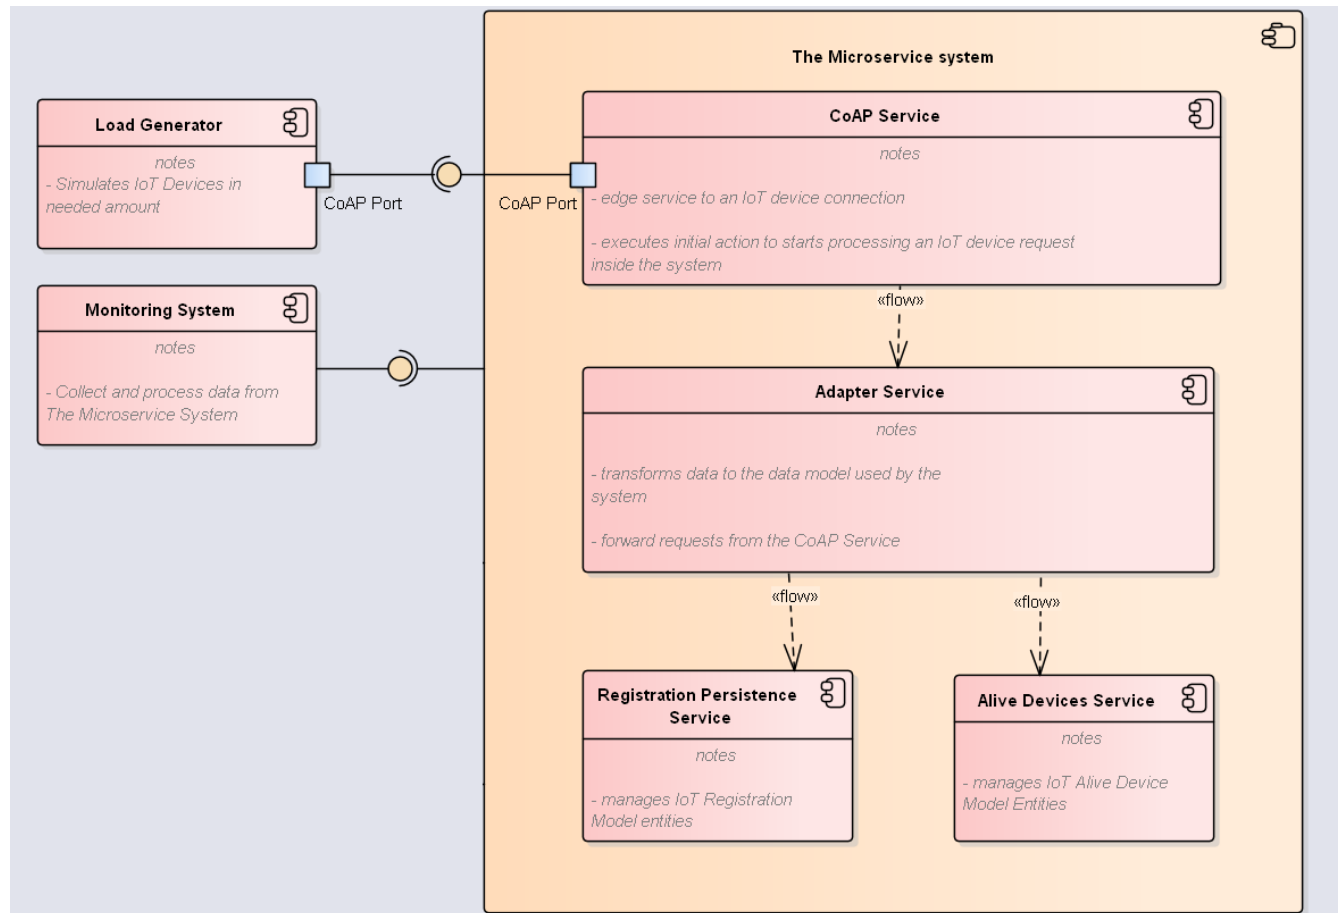 The Microservice system
Load Generator
notes
- Simulates IoT Devices in
needed amount
CoAP Port
CoAP Port
CoAP Service
notes
- edge service to an IoT device connection
- executes initial action to starts processing an IoT device request
inside the system
Monitoring System
notes
- Collect and process data from
The Microservice System
«flow»
Adapter Service
notes
- transforms data to the data model used by the
system
- forward requests from the CoAP Service
«flow»
«flow»
Registration Persistence
Service
notes
- manages IoT Registration
Model entities
Alive Devices Service
notes
- manages IoT Alive Device
Model Entities